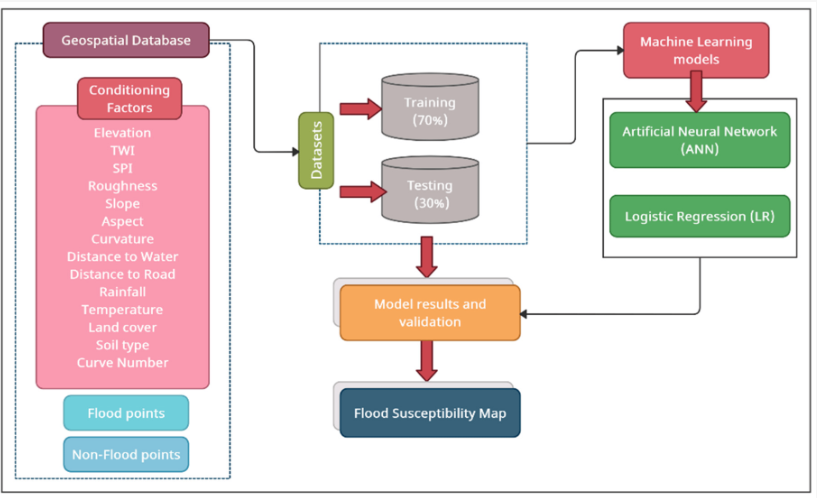 Geospatial Database
Conditioning
Factors
Elevation
TWI
SPI
Roughness
Slope
Aspect
Curvature
Distance to Water
Distance to Road
Rainfall
Temperature
Land cover
Soil type
Curve Number
Flood points
Non-Flood points
Datasets
Training
(70%)
Testing
(30%)
Machine Learning
models
Artificial Neural Network
(ANN)
Logistic Regression (LR)
Model results and
validation
Flood Susceptibility Map